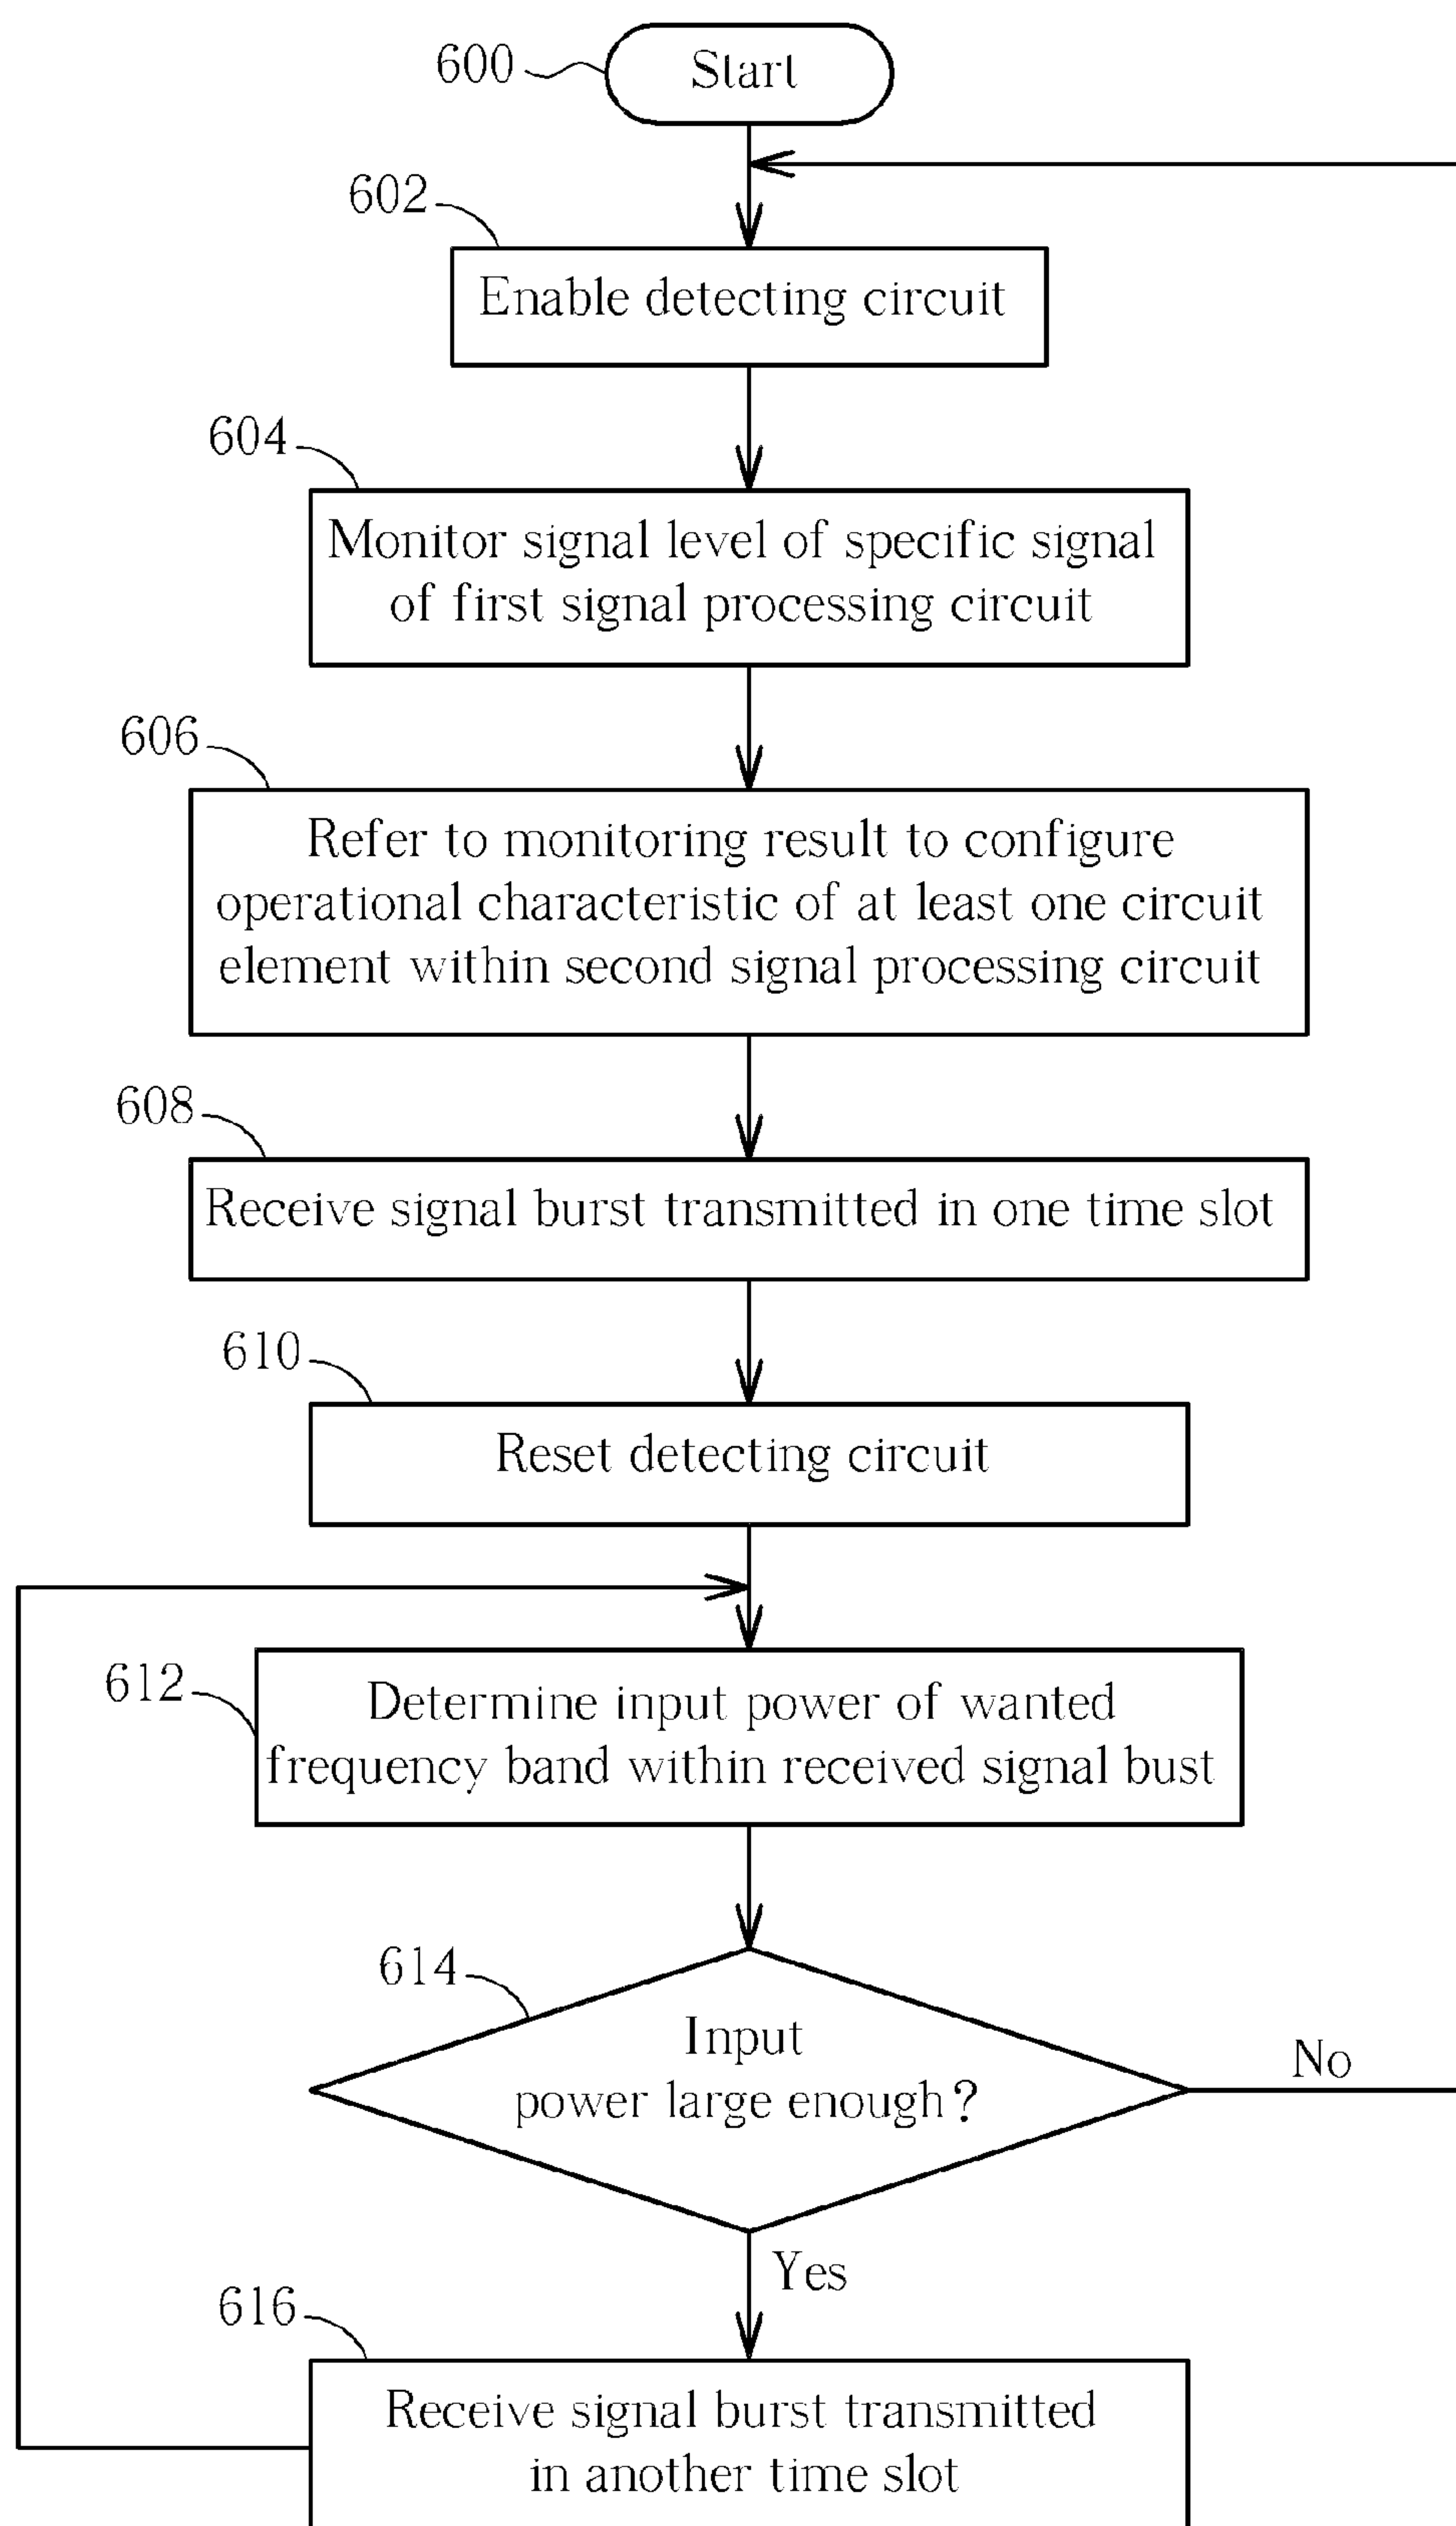 600
Start
602
Enable detecting circuit
604
Monitor signal level of specific signal
of first signal processing circuit
606
Refer to monitoring result to configure
operational characteristic of at least one circuit
element within second signal processing circuit
608
Receive signal burst transmitted in one time slot
610
Reset detecting circuit
612
Determine input power of wanted
frequency band within received signal bust
614
Input
power large enough?
No
Yes
616
Receive signal burst transmitted
in another time slot